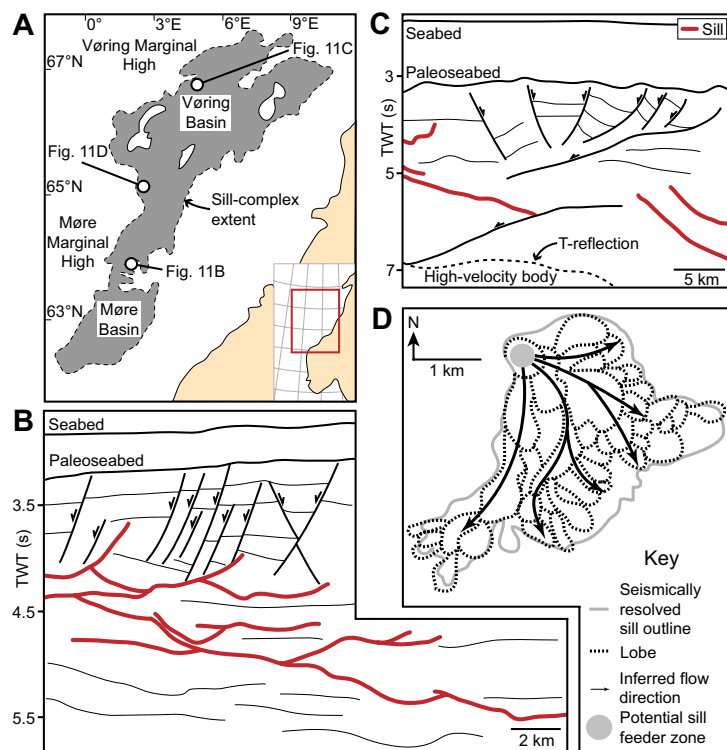 A
0°
3°E
6°E
9°E
Vøring Marginal
High
Fig. 11C
67°N
Vøring
Basin
Fig. 11D
65°N
Sill-complex
extent
Møre
Marginal
High
Fig. 11B
63°N
Møre
Basin
B
Seabed
Paleoseabed
3.5
TWT (s)
4.5
5.5
2 km
C
Seabed
Sill
Paleoseabed
3
TWT (s)
5
T-reflection
7
High-velocity body
5 km
D
N
1 km
Key
Seismically
resolved
sill outline
Lobe
Inferred flow
direction
Potential sill
feeder zone